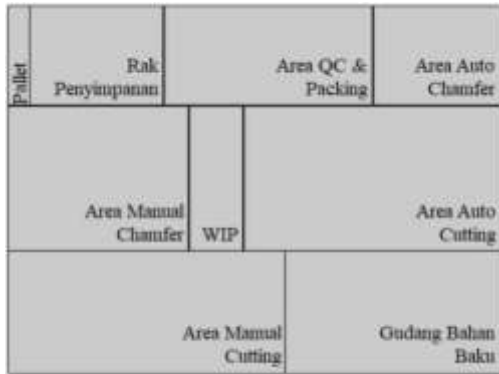 Pallet
Rak
Penyimpanan
Area QC &
Packing
Area Auto
Chamfer
Area Manual
Chamfer
WIP
Area Auto
Cutting
Area Manual
Cutting
Gudang Bahan
Baku